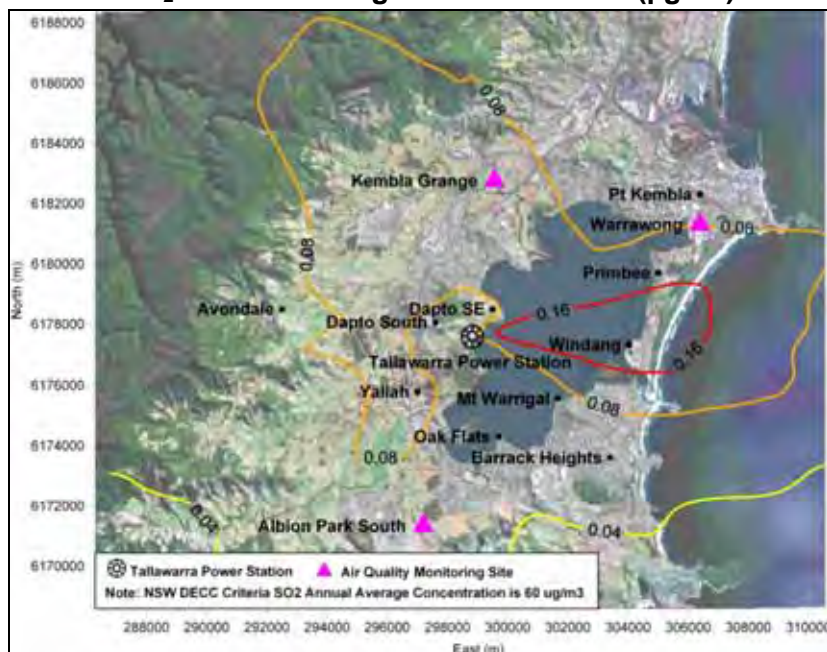 6188000
6186000
6184000
6182000
6180000
6178000
6176000
6174000
6172000
6170000
North (m)
0.08
0.08
Kembla Grange
Pt Kembla
Warrawong
0.08
0.08
Primbee
Avondale
Dapto SE
0.16
Dapto South
Windang
0.16
Tallawarra Power Station
Yallah
Mt Warrigal
0.08
Oak Flats
0.08
Barrack Heights
0.04
Albion Park South
0.04
Tallawarra Power Station
Air Quality Monitoring Site
Note: NSW DECC Criteria SO2 Annual Average Concentration is 60 ug/m3
288000 290000 292000 294000 296000 298000 300000 302000 304000 306000 308000 310000
East (m)